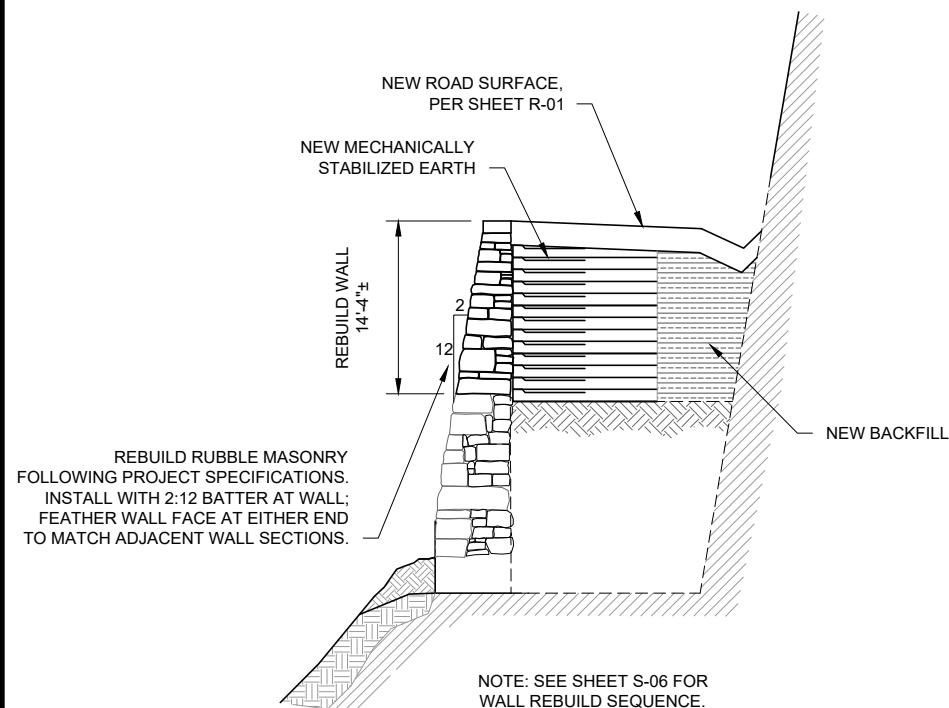 NEW ROAD SURFACE,
PER SHEET R-01
NEW MECHANICALLY
STABILIZED EARTH
REBUILD WALL
14'-4"±
2
12
NEW BACKFILL
REBUILD RUBBLE MASONRY
FOLLOWING PROJECT SPECIFICATIONS.
INSTALL WITH 2:12 BATTER AT WALL;
FEATHER WALL FACE AT EITHER END
TO MATCH ADJACENT WALL SECTIONS.
NOTE: SEE SHEET S-06 FOR
WALL REBUILD SEQUENCE.